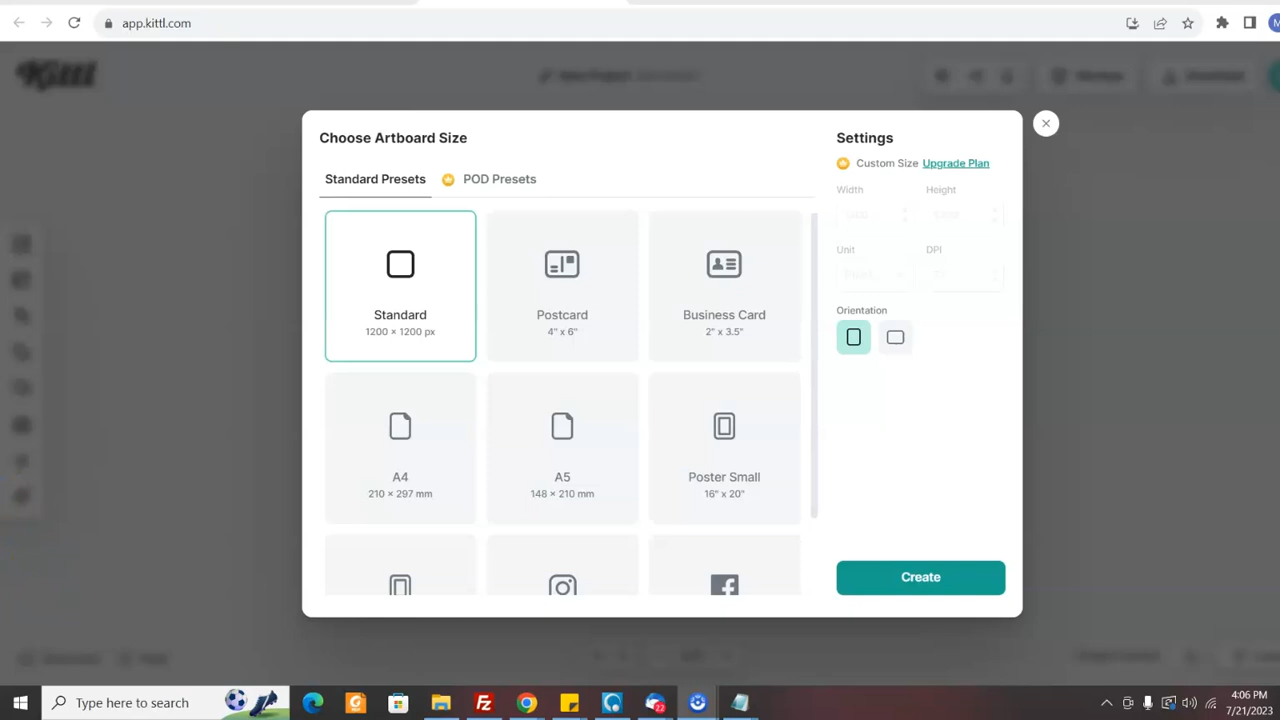 app.kittl.com
M
Kittl
Choose Artboard Size
Settings
Custom Size Upgrade Plan
Standard Presets
POD Presets
Width
Height
Unit
DPI
Orientation
Standard
1200 × 1200 px
Postcard
4" x 6"
Business Card
2" x 3.5"
A4
210 × 297 mm
A5
148 × 210 mm
Poster Small
16" x 20"
Create
Type here to search
22
4:06 PM
7/21/2023